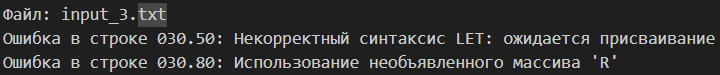 Файл: input_3.txt
Ошибка в строке 030.50: Некорректный синтаксис LET: ожидается присваивание
Ошибка в строке 030.80: Использование необъявленного массива 'R'